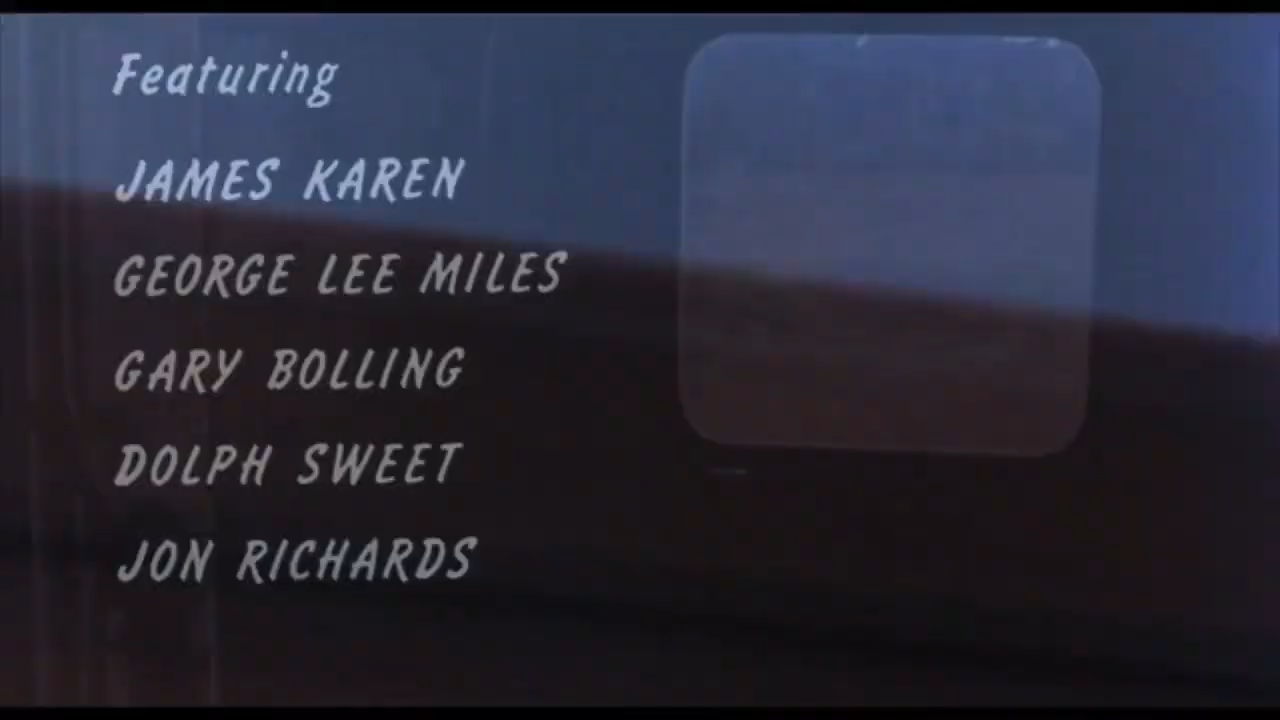 Featuring
JAMES KAREN
GEORGE LEE MILES
GARY BOLLING
DOLPH SWEET
JON RICHARDS